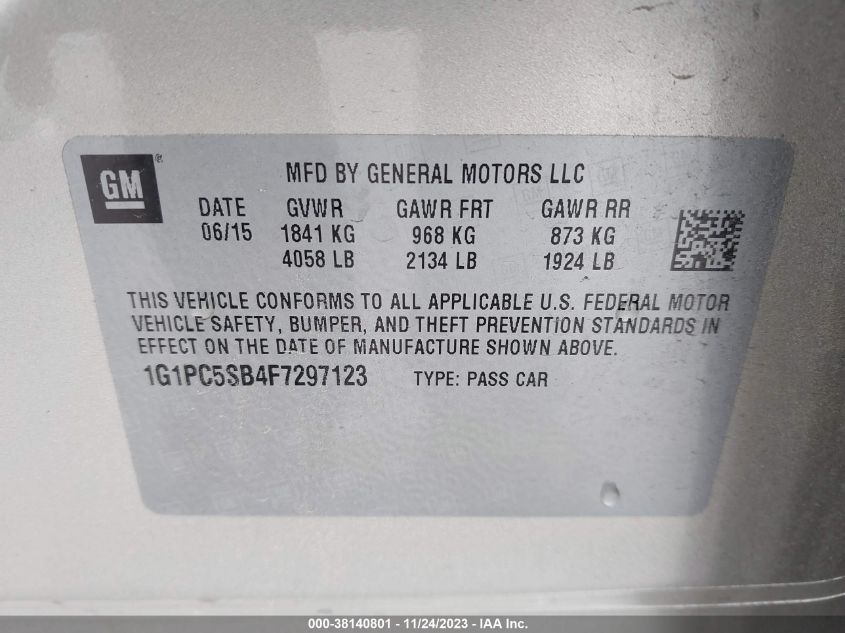 GM®
MFD BY GENERAL MOTORS LLC
DATE GVWR GAWR FRT GAWR RR
06/15 1841 KG 968 KG 873 KG
4058 LB 2134 LB 1924 LB
THIS VEHICLE CONFORMS TO ALL APPLICABLE U.S. FEDERAL MOTOR
VEHICLE SAFETY, BUMPER, AND THEFT PREVENTION STANDARDS IN
EFFECT ON THE DATE OF MANUFACTURE SHOWN ABOVE.
1G1PC5SB4F7297123 TYPE: PASS CAR
000-38140801 - 11/24/2023 - IAA Inc.